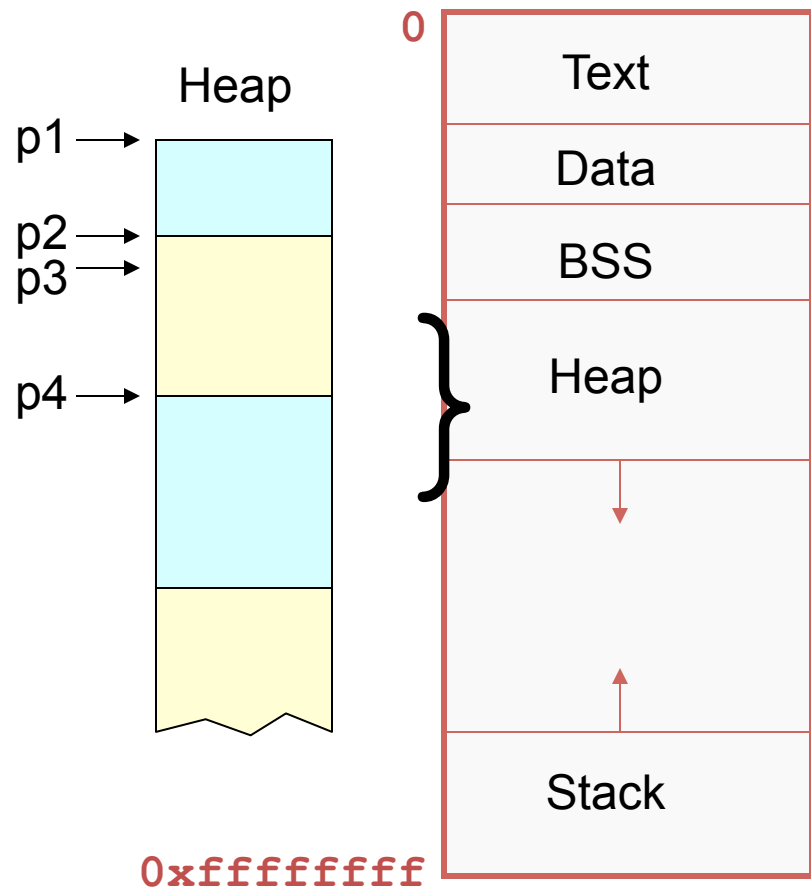 Heap
p1
p2
p3
p4
0
Text
Data
BSS
Heap
Stack
0xffffffff